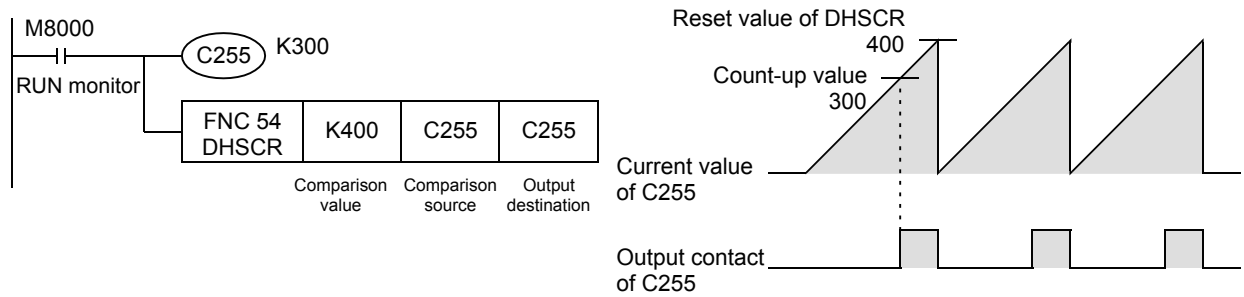 M8000
C255
K300
RUN monitor
FNC 54
DHSCR
K400
C255
C255
Comparison
value
Comparison
source
Output
destination
Reset value of DHSCR
400
Count-up value
300
Current value
of C255
Output contact
of C255